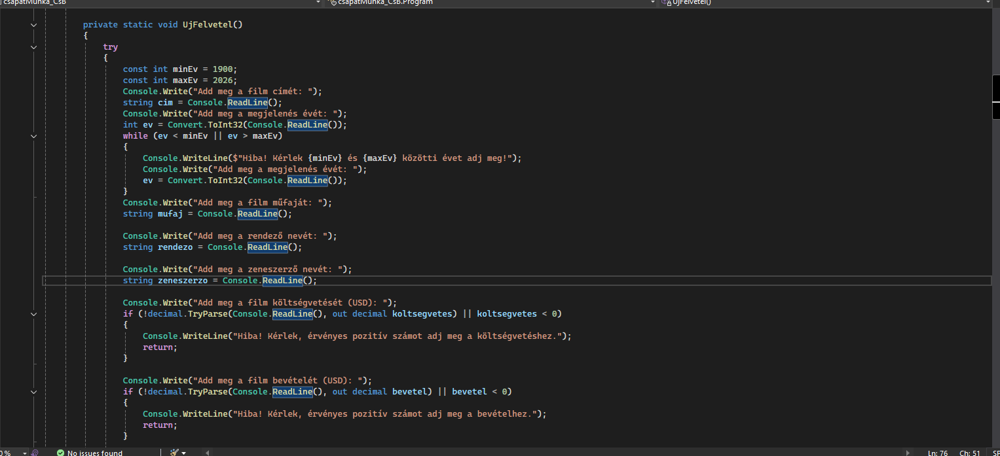 csapatMunka_CsB csapatMunka_CsB.Program UjFelvetel()
private static void UjFelvetel()
{
try
{
const int minEv = 1900;
const int maxEv = 2026;
Console.Write("Add meg a film címét: ");
string cim = Console.ReadLine();
Console.Write("Add meg a megjelenés évét: ");
int ev = Convert.ToInt32(Console.ReadLine());
while (ev < minEv || ev > maxEv)
{
Console.WriteLine($"Hiba! Kérlek {minEv} és {maxEv} közötti évet adj meg!");
Console.Write("Add meg a megjelenés évét: ");
ev = Convert.ToInt32(Console.ReadLine());
}
Console.Write("Add meg a film műfaját: ");
string mufaj = Console.ReadLine();
Console.Write("Add meg a rendező nevét: ");
string rendezo = Console.ReadLine();
Console.Write("Add meg a zeneszerző nevét: ");
string zeneszerzo = Console.ReadLine();
Console.Write("Add meg a film költségvetését (USD): ");
if (!decimal.TryParse(Console.ReadLine(), out decimal koltsegvetes) || koltsegvetes < 0)
{
Console.WriteLine("Hiba! Kérlek, érvényes pozitív számot adj meg a költségvetéshez.");
return;
}
Console.Write("Add meg a film bevételét (USD): ");
if (!decimal.TryParse(Console.ReadLine(), out decimal bevetel) || bevetel < 0)
{
Console.WriteLine("Hiba! Kérlek, érvényes pozitív számot adj meg a bevételhez.");
return;
}
0 % No issues found Ln: 76 Ch: 51